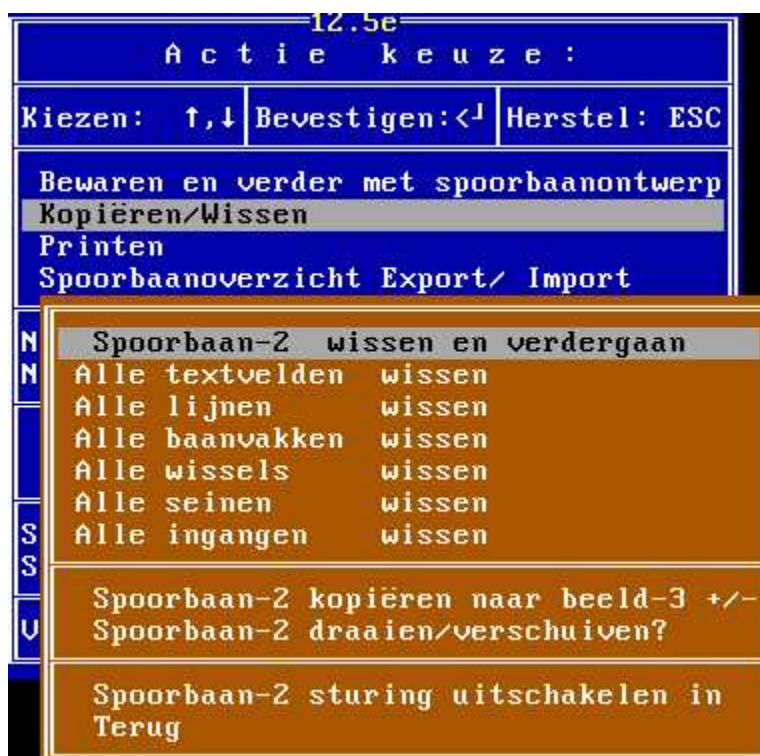 12.5e
Actie keuze:
Kiezen: ↑,↓ Bevestigen:<┘ Herstel: ESC
Bewaren en verder met spoorbaanontwerp
Kopiëren/Wissen
Printen
Spoorbaanoverzicht Export/ Import
N
N
Spoorbaan-2 wissen en verdergaan
Alle textvelden wissen
Alle lijnen wissen
Alle baanvakken wissen
Alle wissels wissen
Alle seinen wissen
S Alle ingangen wissen
S
Spoorbaan-2 kopiëren naar beeld-3 +/-
V Spoorbaan-2 draaien/verschuiven?
Spoorbaan-2 sturing uitschakelen in
Terug